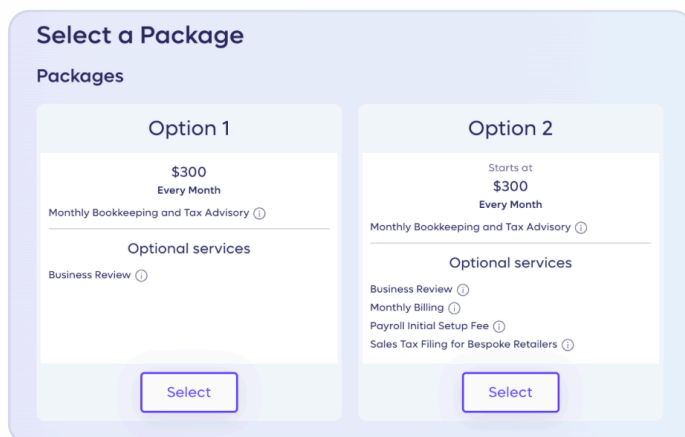 Select a Package
Packages
Option 1
$300
Every Month
Monthly Bookkeeping and Tax Advisory
Optional services
Business Review
Select
Option 2
Starts at
$300
Every Month
Monthly Bookkeeping and Tax Advisory
Optional services
Business Review
Monthly Billing
Payroll Initial Setup Fee
Sales Tax Filing for Bespoke Retailers
Select